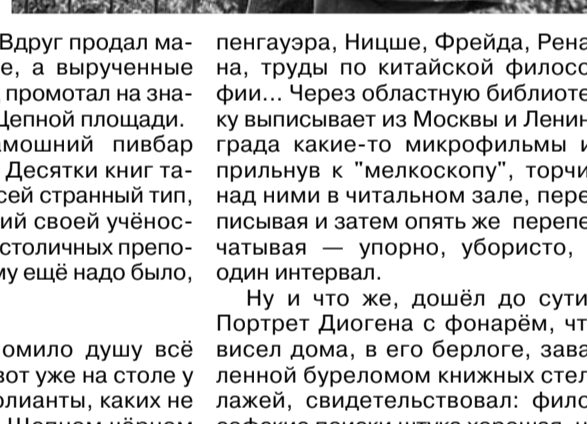 Вдруг продал ма-
е, а вырученные
промотал на зна-
Цепной площади.
амошний пивбар
Десятки книг та-
сей странный тип,
ий своей учёнос-
столичных препо-
му ещё надо было,
омило душу всё
вот уже на столе у
олианты, каких не
пенгауэра, Ницше, Фрейда, Рена
на, труды по китайской филосо
фии... Через областную библиоте
ку выписывает из Москвы и Ленин
града какие-то микрофильмы и
прильнув к "мелкоскопу", торчи
над ними в читальном зале, пере
писывая и затем опять же перепе
чатывая — упорно, убористо,
один интервал.
Ну и что же, дошёл до сути
Портрет Диогена с фонарём, чт
висел дома, в его берлоге, зава
ленной буреломом книжных стел
лажей, свидетельствовал: фило